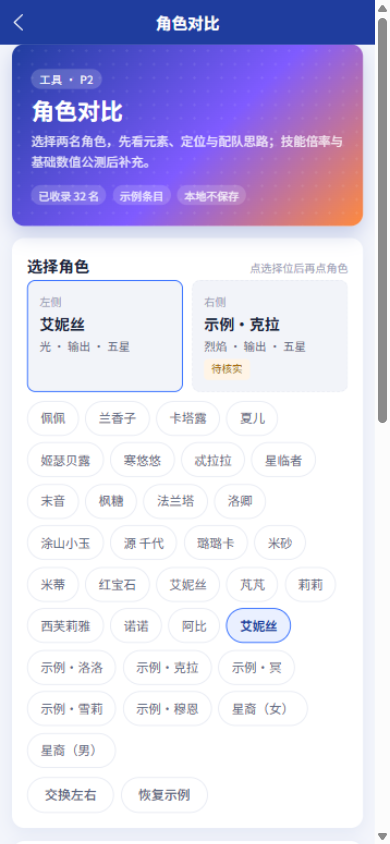 角色对比
工具 · P2
角色对比
选择两名角色，先看元素、定位与配队思路；技能倍率与
基础数值公测后补充。
已收录 32 名 示例条目 本地不保存
选择角色 点选择位后再点角色
左侧 右侧
艾妮丝 示例·克拉
光 · 输出 · 五星 烈焰 · 输出 · 五星
待核实
佩佩 兰香子 卡塔露 夏儿
姬瑟贝露 寒悠悠 忒拉拉 星临者
末音 枫糖 法兰塔 洛卿
涂山小玉 源 千代 璐璐卡 米砂
米蒂 红宝石 艾妮丝 芃芃 莉莉
西芙莉雅 诺诺 阿比 艾妮丝
示例·洛洛 示例·克拉 示例·冥
示例·雪莉 示例·穆恩 星裔（女）
星裔（男）
交换左右 恢复示例